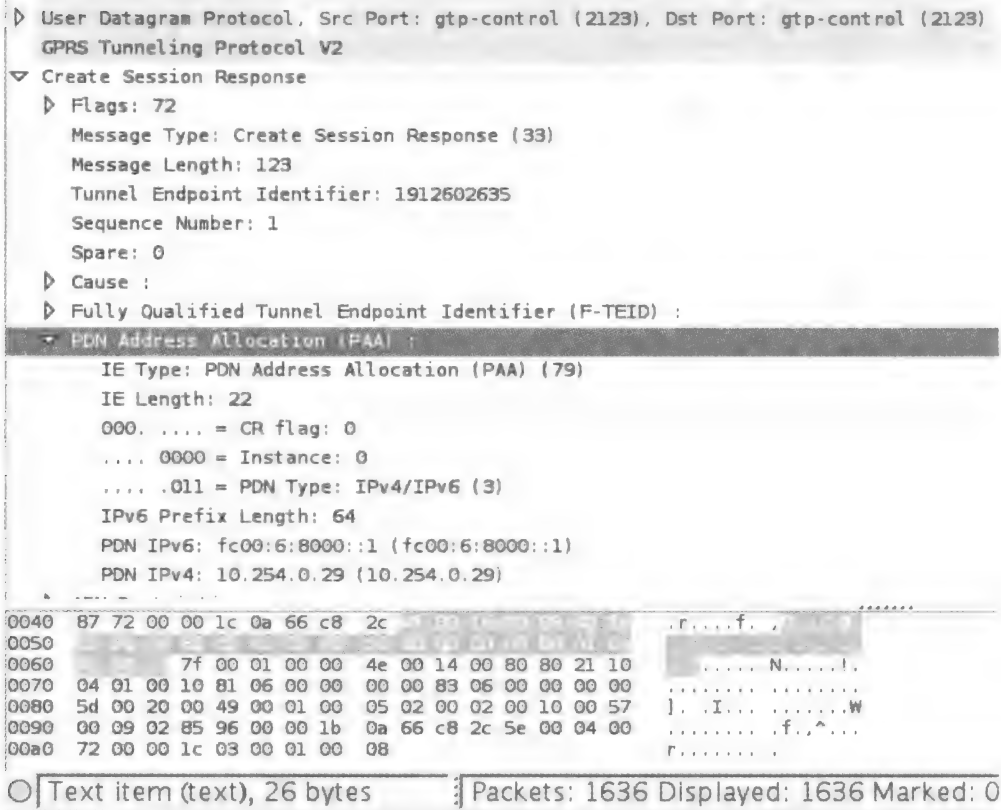 User Datagram Protocol, Src Port: gtp-control (2123), Dst Port: gtp-control (2123)
GPRS Tunneling Protocol V2
Create Session Response
Flags: 72
Message Type: Create Session Response (33)
Message Length: 123
Tunnel Endpoint Identifier: 1912602635
Sequence Number: 1
Spare: 0
Cause :
Fully Qualified Tunnel Endpoint Identifier (F-TEID) :
PDN Address Allocation (PAA) :
IE Type: PDN Address Allocation (PAA) (79)
IE Length: 22
000. .... = CR flag: 0
.... 0000 = Instance: 0
.... .011 = PDN Type: IPv4/IPv6 (3)
IPv6 Prefix Length: 64
PDN IPv6: fc00:6:8000::1 (fc00:6:8000::1)
PDN IPv4: 10.254.0.29 (10.254.0.29)
0040 87 72 00 00 1c 0a 66 c8 2c .r....f. ,
0050
0060 7f 00 01 00 00 4e 00 14 00 80 80 21 10 ...... N.....!.
0070 04 01 00 10 81 06 00 00 00 00 83 06 00 00 00 00 ........ ........
0080 5d 00 20 00 49 00 01 00 05 02 00 02 00 10 00 57 ]. .I... .......W
0090 00 09 02 85 96 00 00 1b 0a 66 c8 2c 5e 00 04 00 ........ .f.,^...
00a0 72 00 00 1c 03 00 01 00 08 r........ .
Text item (text), 26 bytes Packets: 1636 Displayed: 1636 Marked: 0